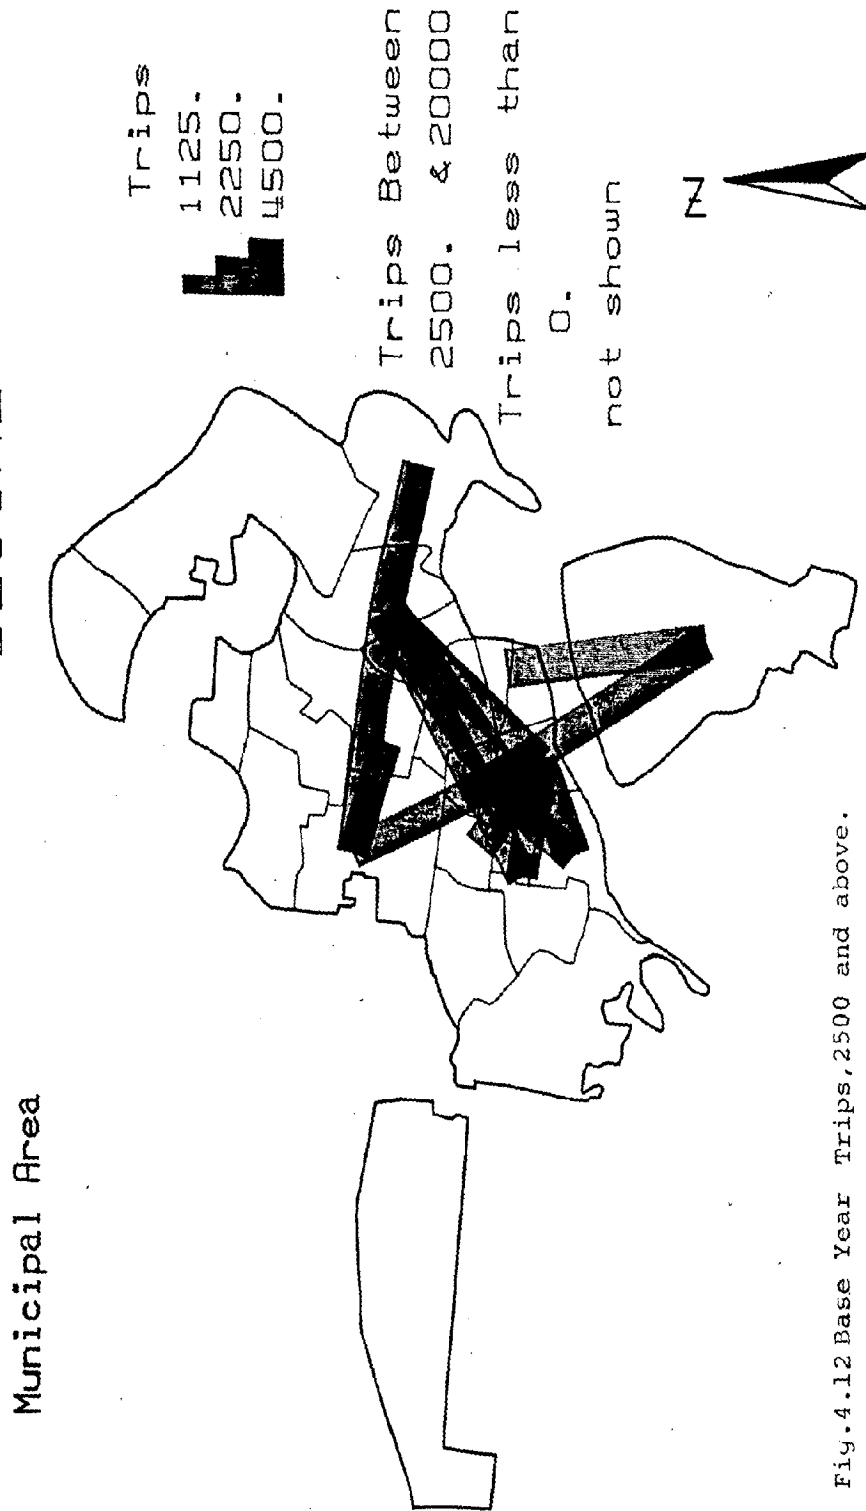 Municipal Area
Trips
1125.
2250.
4500.
Trips Between
2500. & 20000
Trips less than
0.
not shown
N
Fig.4.12 Base Year Trips,2500 and above.